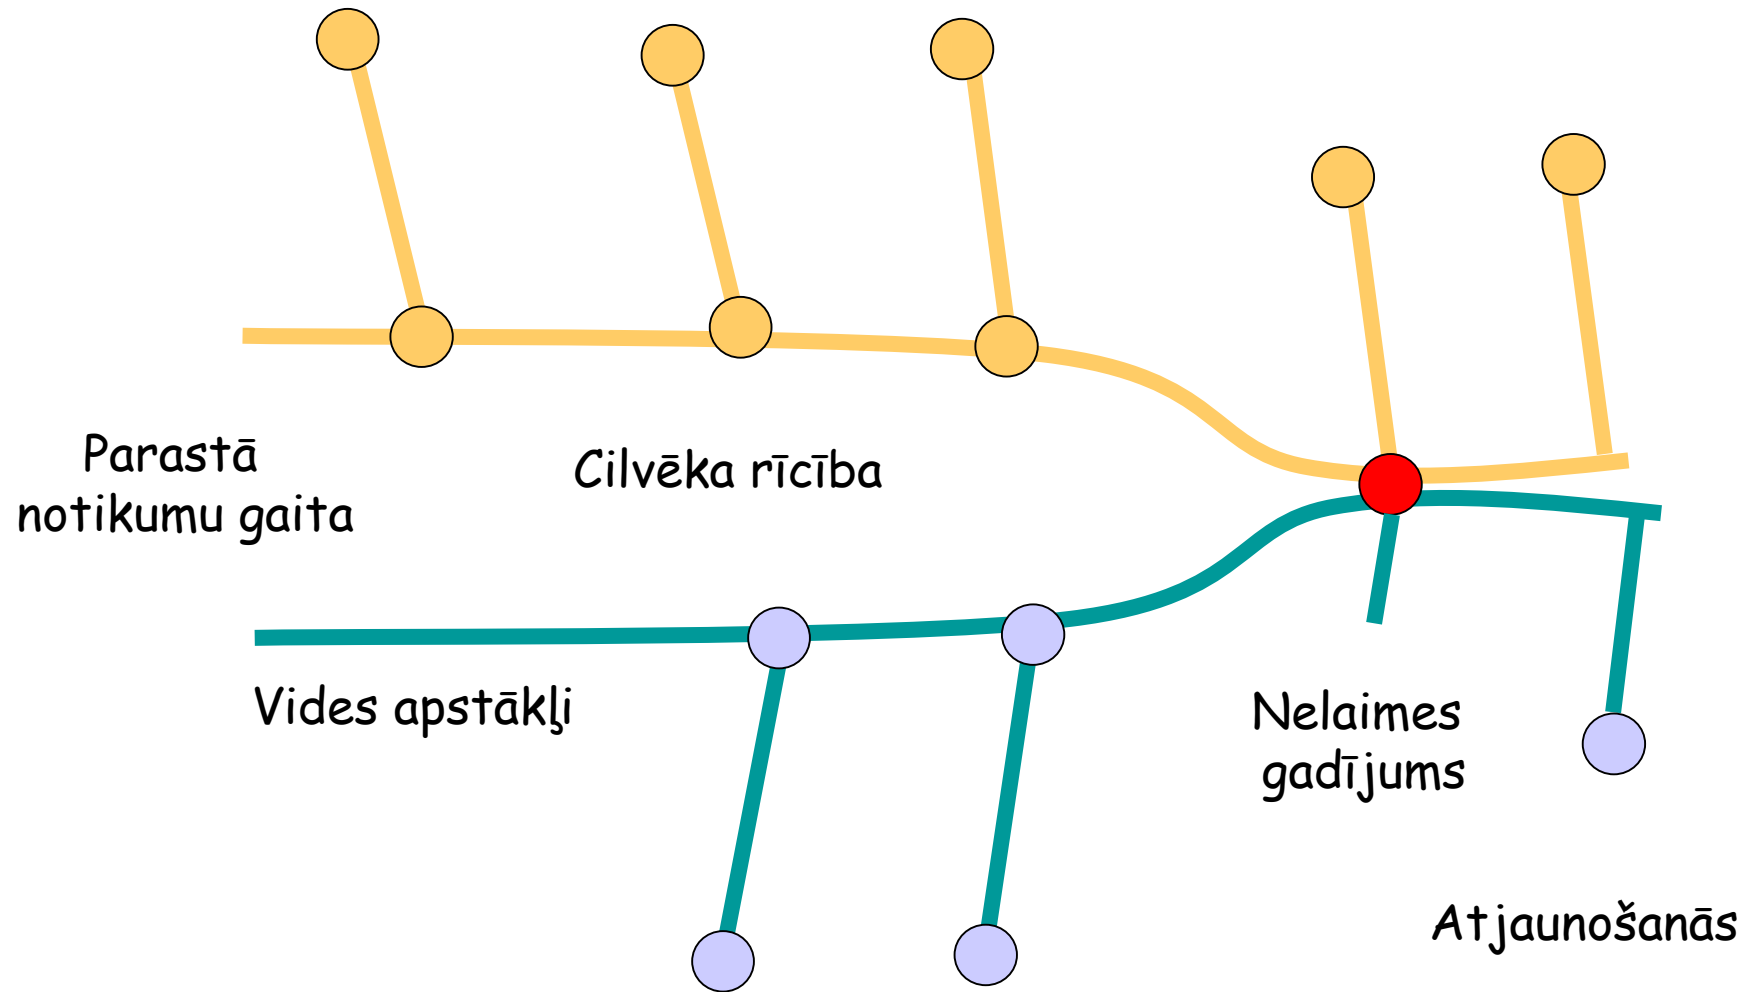 Parastā
notikumu gaita
Cilvēka rīcība
Vides apstākļi
Nelaimes
gadījums
Atjaunošanās